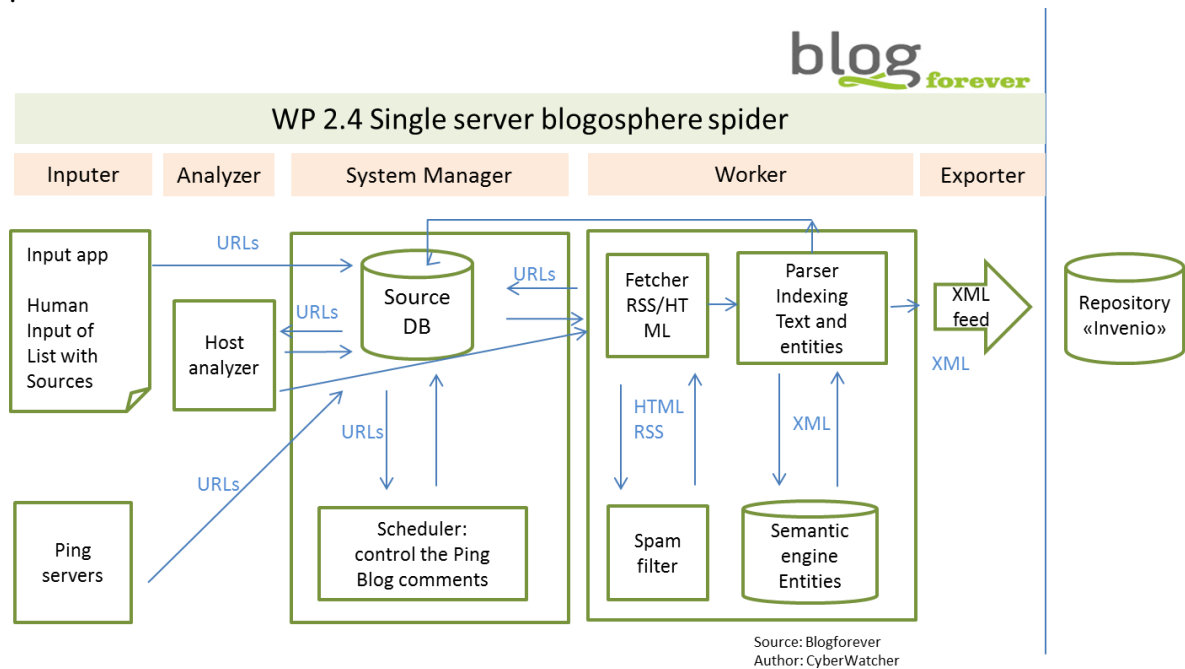 blog
forever
WP 2.4 Single server blogosphere spider
Inputer
Analyzer
System Manager
Worker
Exporter
Input app
Human
Input of
List with
Sources
URLs
Host
analyzer
URLs
Source
DB
URLs
Fetcher
RSS/HT
ML
Parser
Indexing
Text and
entities
XML
feed
XML
Repository
«Invenio»
URLs
HTML
RSS
XML
URLs
Ping
servers
Scheduler:
control the Ping
Blog comments
Spam
filter
Semantic
engine
Entities
Source: Blogforever
Author: CyberWatcher